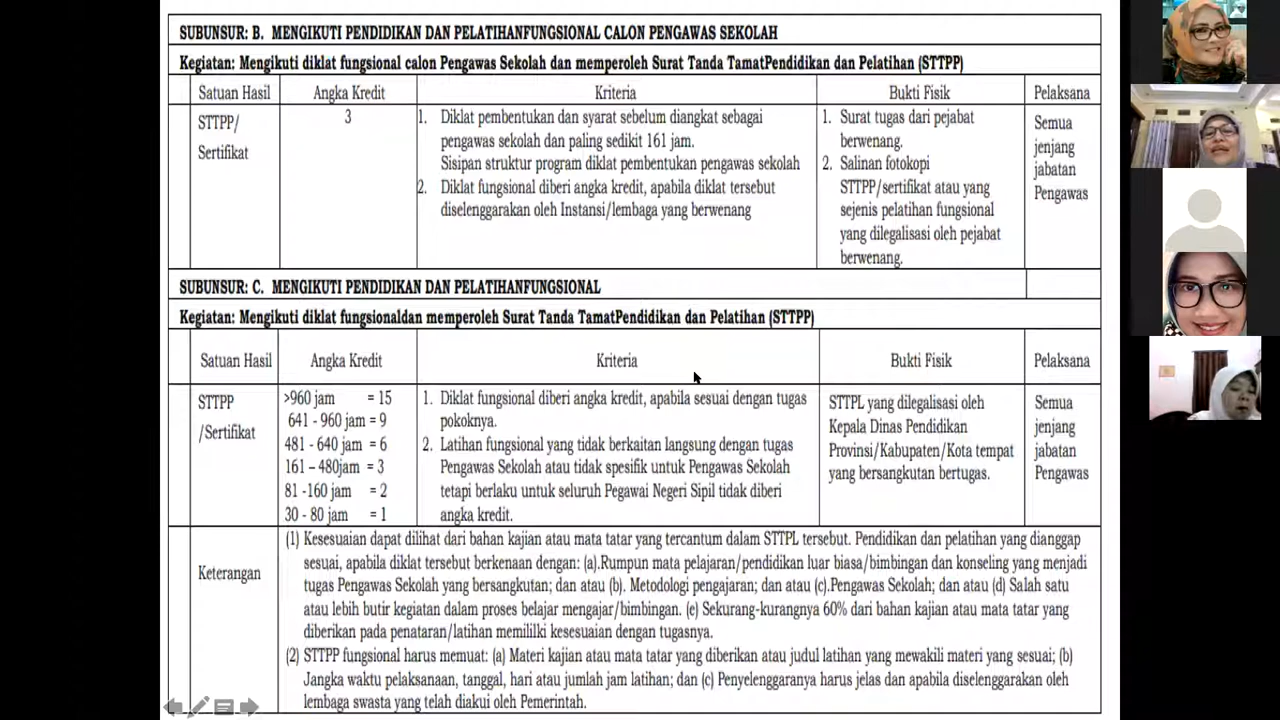 SUBUNSUR: B. MENGIKUTI PENDIDIKAN DAN PELATIHANFUNGSIONAL CALON PENGAWAS SEKOLAH
Kegiatan: Mengikuti diklat fungsional calon Pengawas Sekolah dan memperoleh Surat Tanda TamatPendidikan dan Pelatihan (STTPP)
Satuan Hasil
Angka Kredit
Kriteria
Bukti Fisik
Pelaksana
STTPP/
Sertifikat
3
1. Diklat pembentukan dan syarat sebelum diangkat sebagai
pengawas sekolah dan paling sedikit 161 jam.
Sisipan struktur program diklat pembentukan pengawas sekolah
2. Diklat fungsional diberi angka kredit, apabila diklat tersebut
diselenggarakan oleh Instansi/lembaga yang berwenang
1. Surat tugas dari pejabat
berwenang.
2. Salinan fotokopi
STTPP/sertifikat atau yang
sejenis pelatihan fungsional
yang dilegalisasi oleh pejabat
berwenang.
Semua
jenjang
jabatan
Pengawas
SUBUNSUR: C. MENGIKUTI PENDIDIKAN DAN PELATIHANFUNGSIONAL
Kegiatan: Mengikuti diklat fungsionaldan memperoleh Surat Tanda TamatPendidikan dan Pelatihan (STTPP)
Satuan Hasil
Angka Kredit
Kriteria
Bukti Fisik
Pelaksana
STTPP
/Sertifikat
>960 jam = 15
641 - 960 jam = 9
481 - 640 jam = 6
161 – 480jam = 3
81 -160 jam = 2
30 - 80 jam = 1
1. Diklat fungsional diberi angka kredit, apabila sesuai dengan tugas
pokoknya.
2. Latihan fungsional yang tidak berkaitan langsung dengan tugas
Pengawas Sekolah atau tidak spesifik untuk Pengawas Sekolah
tetapi berlaku untuk seluruh Pegawai Negeri Sipil tidak diberi
angka kredit.
STTPL yang dilegalisasi oleh
Kepala Dinas Pendidikan
Provinsi/Kabupaten/Kota tempat
yang bersangkutan bertugas.
Semua
jenjang
jabatan
Pengawas
Keterangan
(1) Kesesuaian dapat dilihat dari bahan kajian atau mata tatar yang tercantum dalam STTPL tersebut. Pendidikan dan pelatihan yang dianggap
sesuai, apabila diklat tersebut berkenaan dengan: (a).Rumpun mata pelajaran/pendidikan luar biasa/bimbingan dan konseling yang menjadi
tugas Pengawas Sekolah yang bersangkutan; dan atau (b). Metodologi pengajaran; dan atau (c).Pengawas Sekolah; dan atau (d) Salah satu
atau lebih butir kegiatan dalam proses belajar mengajar/bimbingan. (e) Sekurang-kurangnya 60% dari bahan kajian atau mata tatar yang
diberikan pada penataran/latihan memililki kesesuaian dengan tugasnya.
(2) STTPP fungsional harus memuat: (a) Materi kajian atau mata tatar yang diberikan atau judul latihan yang mewakili materi yang sesuai; (b)
Jangka waktu pelaksanaan, tanggal, hari atau jumlah jam latihan; dan (c) Penyelenggaranya harus jelas dan apabila diselenggarakan oleh
lembaga swasta yang telah diakui oleh Pemerintah.